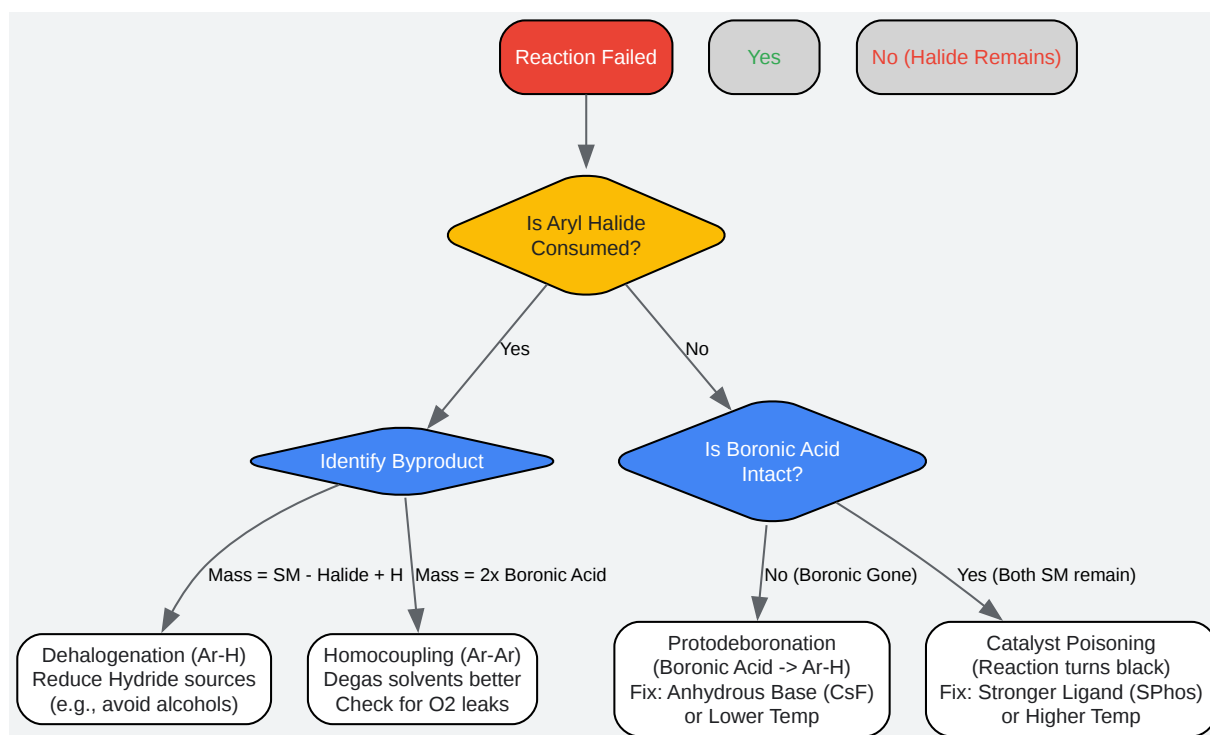 Reaction Failed
Yes
No (Halide Remains)
Is Aryl Halide
Consumed?
Yes
No
Identify Byproduct
Is Boronic Acid
Intact?
Mass = SM - Halide + H
Mass = 2x Boronic Acid
No (Boronic Gone)
Yes (Both SM remain)
Dehalogenation (Ar-H)
Reduce Hydride sources
(e.g., avoid alcohols)
Homocoupling (Ar-Ar)
Degas solvents better
Check for O2 leaks
Protodeboronation
(Boronic Acid -> Ar-H)
Fix: Anhydrous Base (CsF)
or Lower Temp
Catalyst Poisoning
(Reaction turns black)
Fix: Stronger Ligand (SPhos)
or Higher Temp